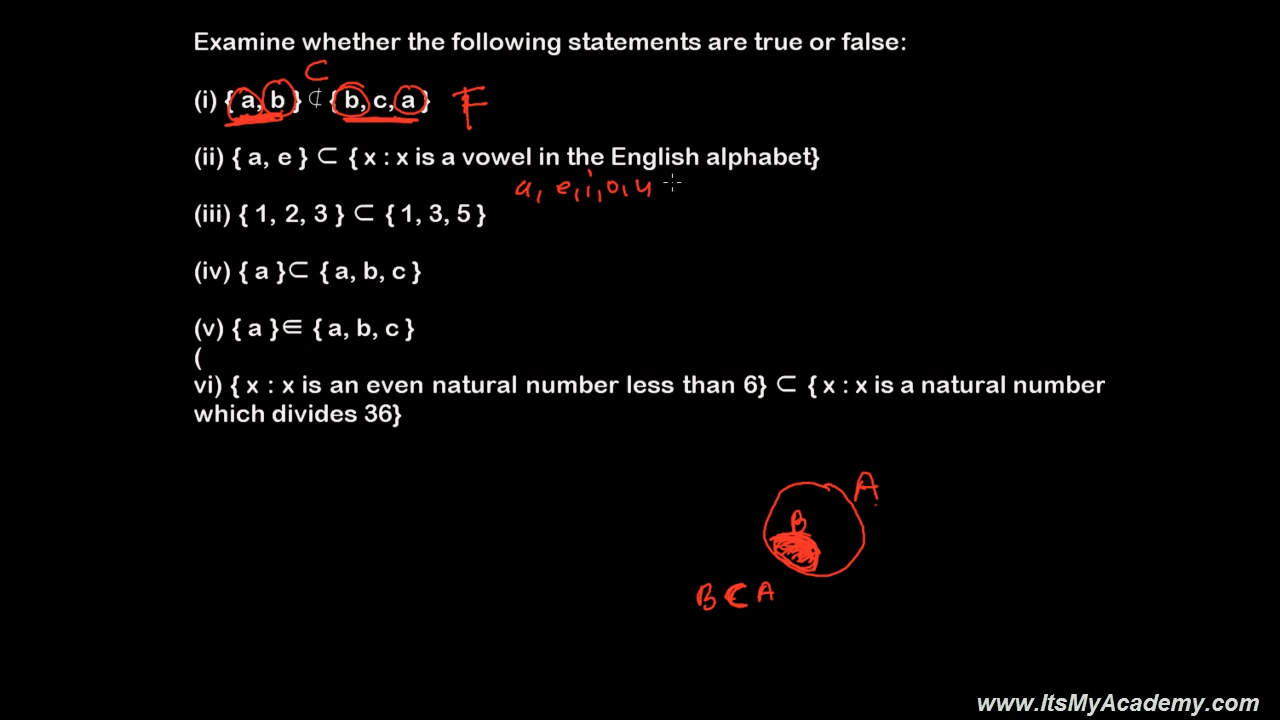 Examine whether the following statements are true or false:
⊂
(i) { a, b } ⊄ { b, c, a } F
(ii) { a, e } ⊂ { x : x is a vowel in the English alphabet}
a, e, i, o, u
(iii) { 1, 2, 3 } ⊂ { 1, 3, 5 }
(iv) { a }⊂ { a, b, c }
(v) { a }∈ { a, b, c }
(
vi) { x : x is an even natural number less than 6} ⊂ { x : x is a natural number
which divides 36}
A
B
B ⊂ A
www.ItsMyAcademy.com